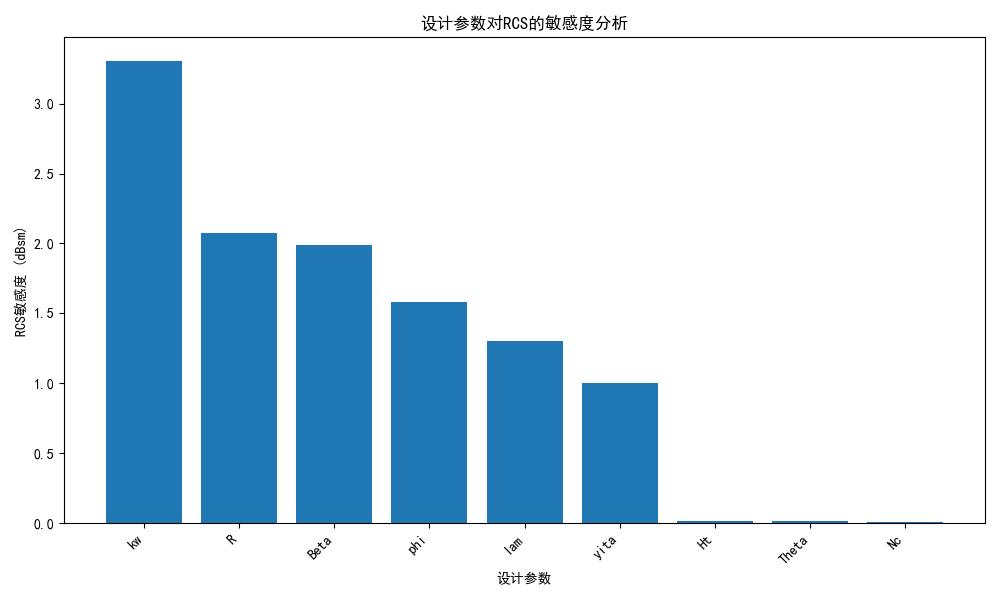 设计参数对RCS的敏感度分析
RCS敏感度 (dBsm)
3.0
2.5
2.0
1.5
1.0
0.5
0.0
kw
R
Beta
phi
lam
yita
Ht
Theta
Nc
设计参数